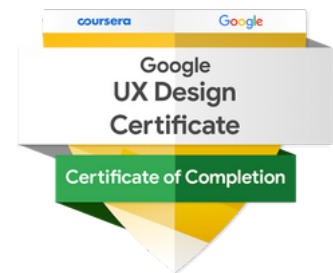 coursera Google
Google
UX Design
Certificate
Certificate of Completion